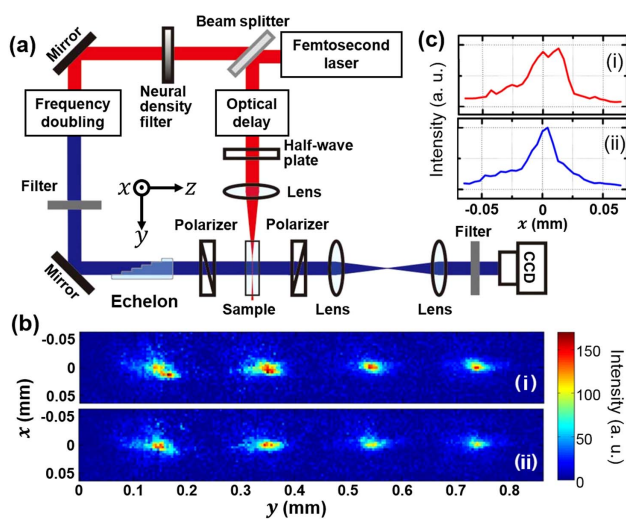 (a)
Mirror
Beam splitter
Femtosecond
laser
Neural
density
filter
Frequency
doubling
Optical
delay
Half-wave
plate
Lens
Filter
x
z
y
Polarizer
Polarizer
Filter
CCD
Mirror
Echelon
Sample
Lens
Lens
(c)
(i)
(ii)
Intensity (a. u.)
-0.05 0 0.05
x (mm)
(b)
-0.05
0
0.05
(i)
-0.05
0
0.05
(ii)
x (mm)
0 0.1 0.2 0.3 0.4 0.5 0.6 0.7 0.8
y (mm)
150
100
50
0
Intensity (a. u.)